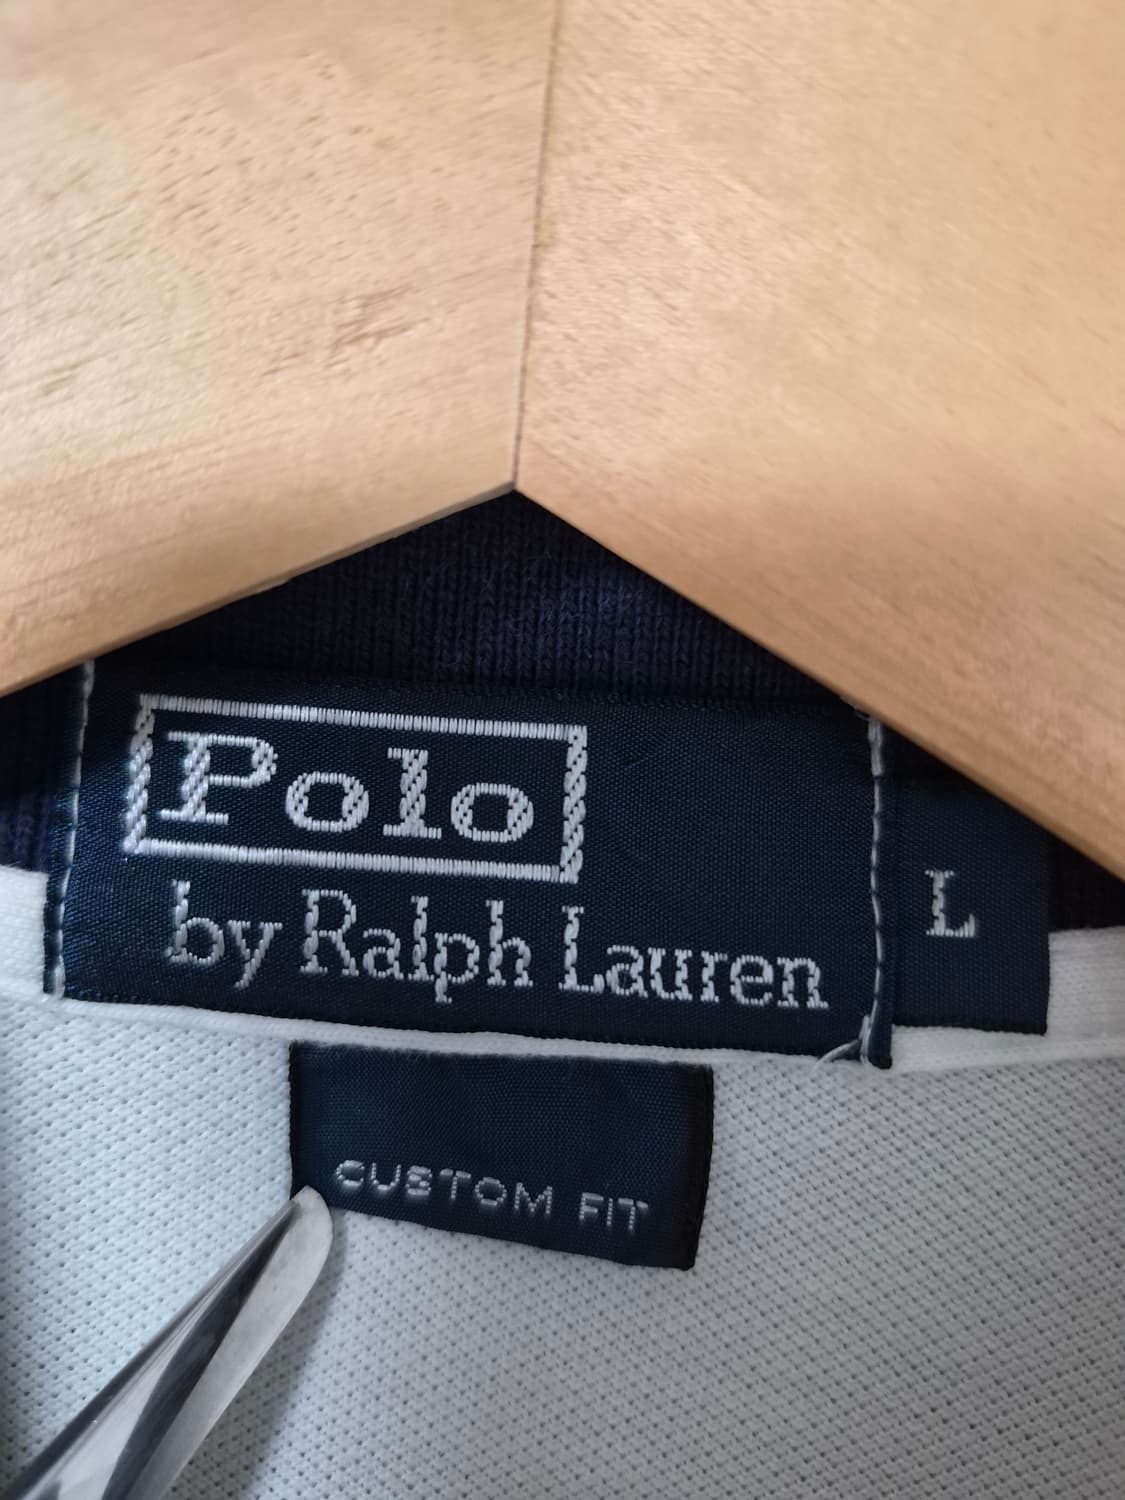 Polo
by Ralph Lauren
L
CUSTOM FIT